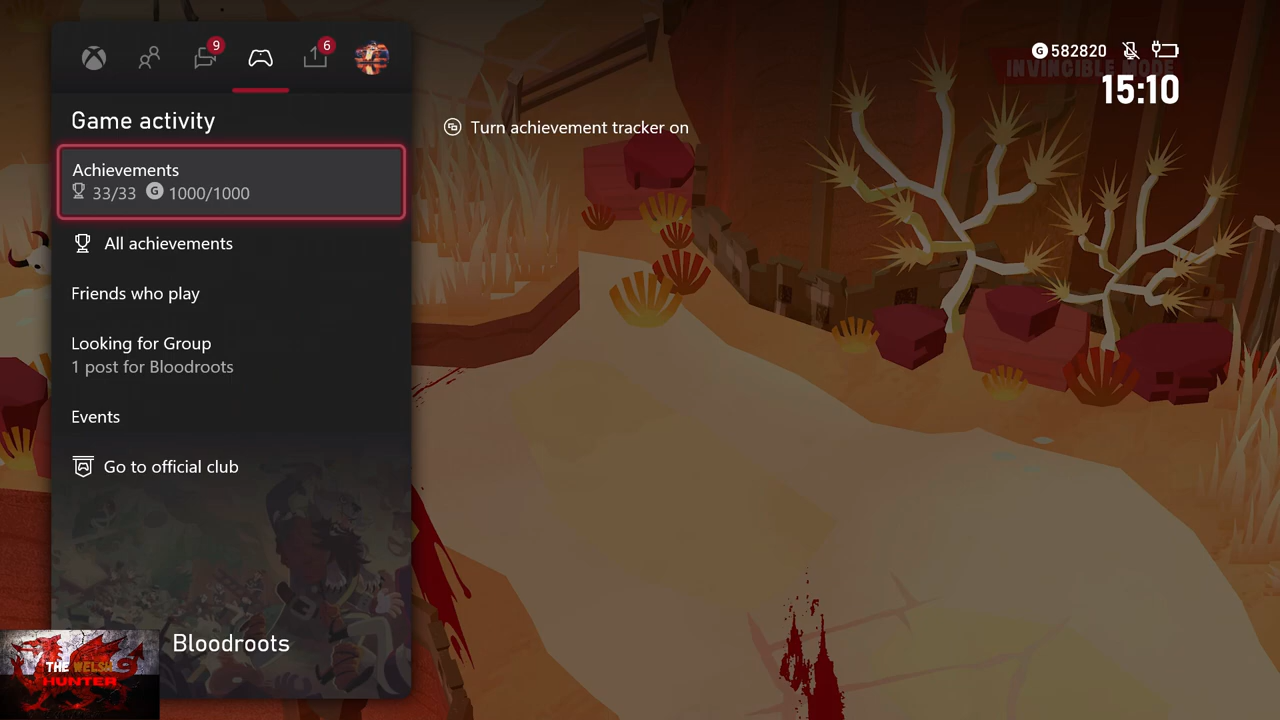 9
6
582820
INVINCIBLE MODE
15:10
Game activity
Turn achievement tracker on
Achievements
33/33 G 1000/1000
All achievements
Friends who play
Looking for Group
1 post for Bloodroots
Events
Go to official club
Bloodroots
THE WELSH
HUNTER